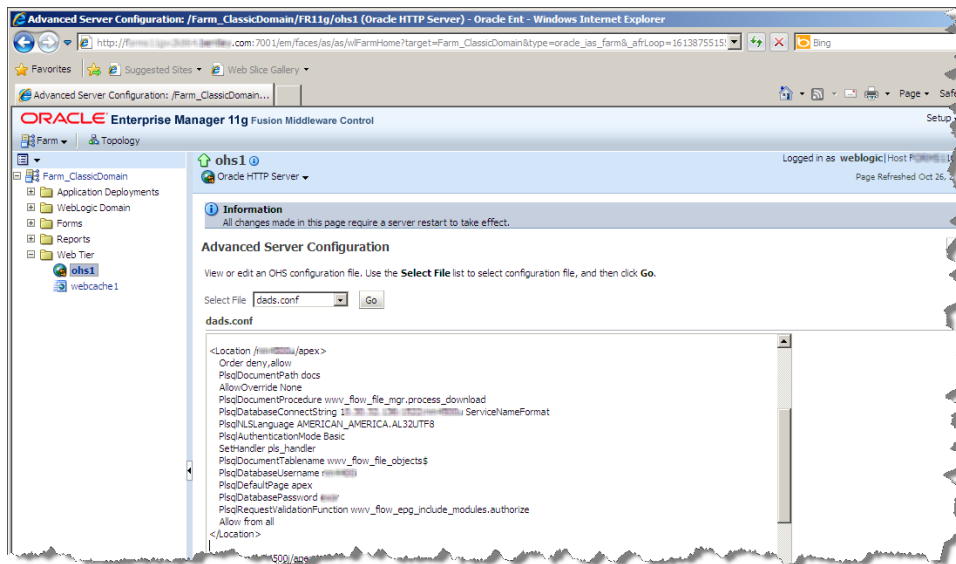 Advanced Server Configuration: /Farm_ClassicDomain/FR11g/ohs1 (Oracle HTTP Server) - Oracle Ent - Windows Internet Explorer
http:// .com:7001/em/faces/as/as/wlFarmHome?target=Farm_ClassicDomain&type=oracle_ias_farm&_afrLoop=161387551
Bing
Favorites Suggested Sites Web Slice Gallery
Advanced Server Configuration: /Farm_ClassicDomain...
Page Safe
ORACLE Enterprise Manager 11g Fusion Middleware Control
Setup
Farm Topology
ohs1
Logged in as weblogic|Host
Oracle HTTP Server
Page Refreshed Oct 26,
Farm_ClassicDomain
Application Deployments
WebLogic Domain
Forms
Reports
Web Tier
ohs1
webcache1
Information
All changes made in this page require a server restart to take effect.
Advanced Server Configuration
View or edit an OHS configuration file. Use the Select File list to select configuration file, and then click Go.
Select File dads.conf Go
dads.conf
<Location / /apex>
Order deny,allow
PlsqlDocumentPath docs
AllowOverride None
PlsqlDocumentProcedure wwv_flow_file_mgr.process_download
PlsqlDatabaseConnectString ServiceNameFormat
PlsqlNLSLanguage AMERICAN_AMERICA.AL32UTF8
PlsqlAuthenticationMode Basic
SetHandler pls_handler
PlsqlDocumentTablename wwv_flow_file_objects$
PlsqlDatabaseUsername
PlsqlDefaultPage apex
PlsqlDatabasePassword
PlsqlRequestValidationFunction wwv_flow_epg_include_modules.authorize
Allow from all
</Location>